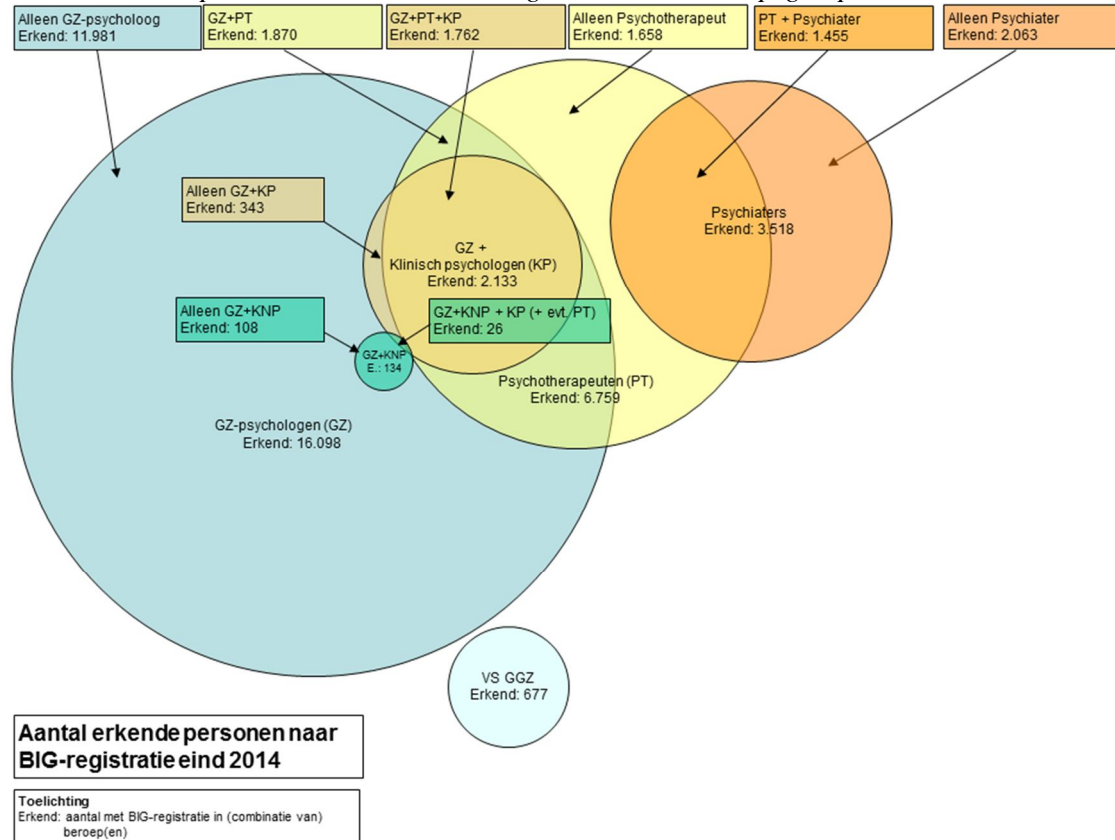 Alleen GZ-psycholoog
Erkend: 11.981
GZ+PT
Erkend: 1.870
GZ+PT+KP
Erkend: 1.762
Alleen Psychotherapeut
Erkend: 1.658
PT + Psychiater
Erkend: 1.455
Alleen Psychiater
Erkend: 2.063
Alleen GZ+KP
Erkend: 343
Psychiaters
Erkend: 3.518
GZ +
Klinisch psychologen (KP)
Erkend: 2.133
Alleen GZ+KNP
Erkend: 108
GZ+KNP + KP (+ evt. PT)
Erkend: 26
GZ+KNP
E.: 134
Psychotherapeuten (PT)
Erkend: 6.759
GZ-psychologen (GZ)
Erkend: 16.098
VS GGZ
Erkend: 677
Aantal erkende personen naar
BIG-registratie eind 2014
Toelichting
Erkend: aantal met BIG-registratie in (combinatie van)
beroep(en)